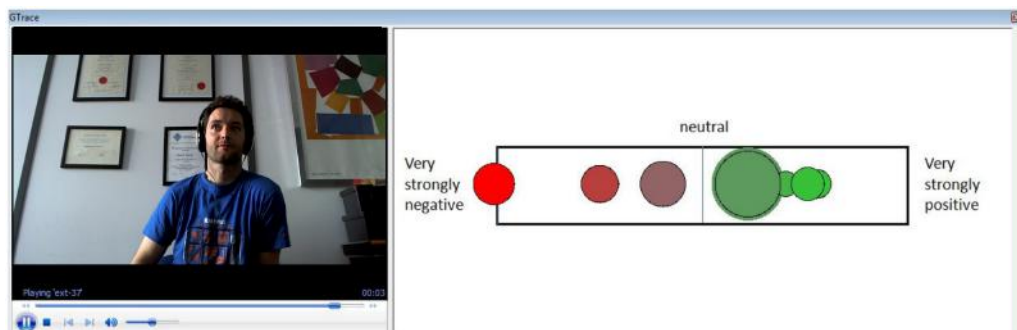 GTrace
neutral
Very
strongly
negative
Very
strongly
positive
Playing 'ext-37'
00:03